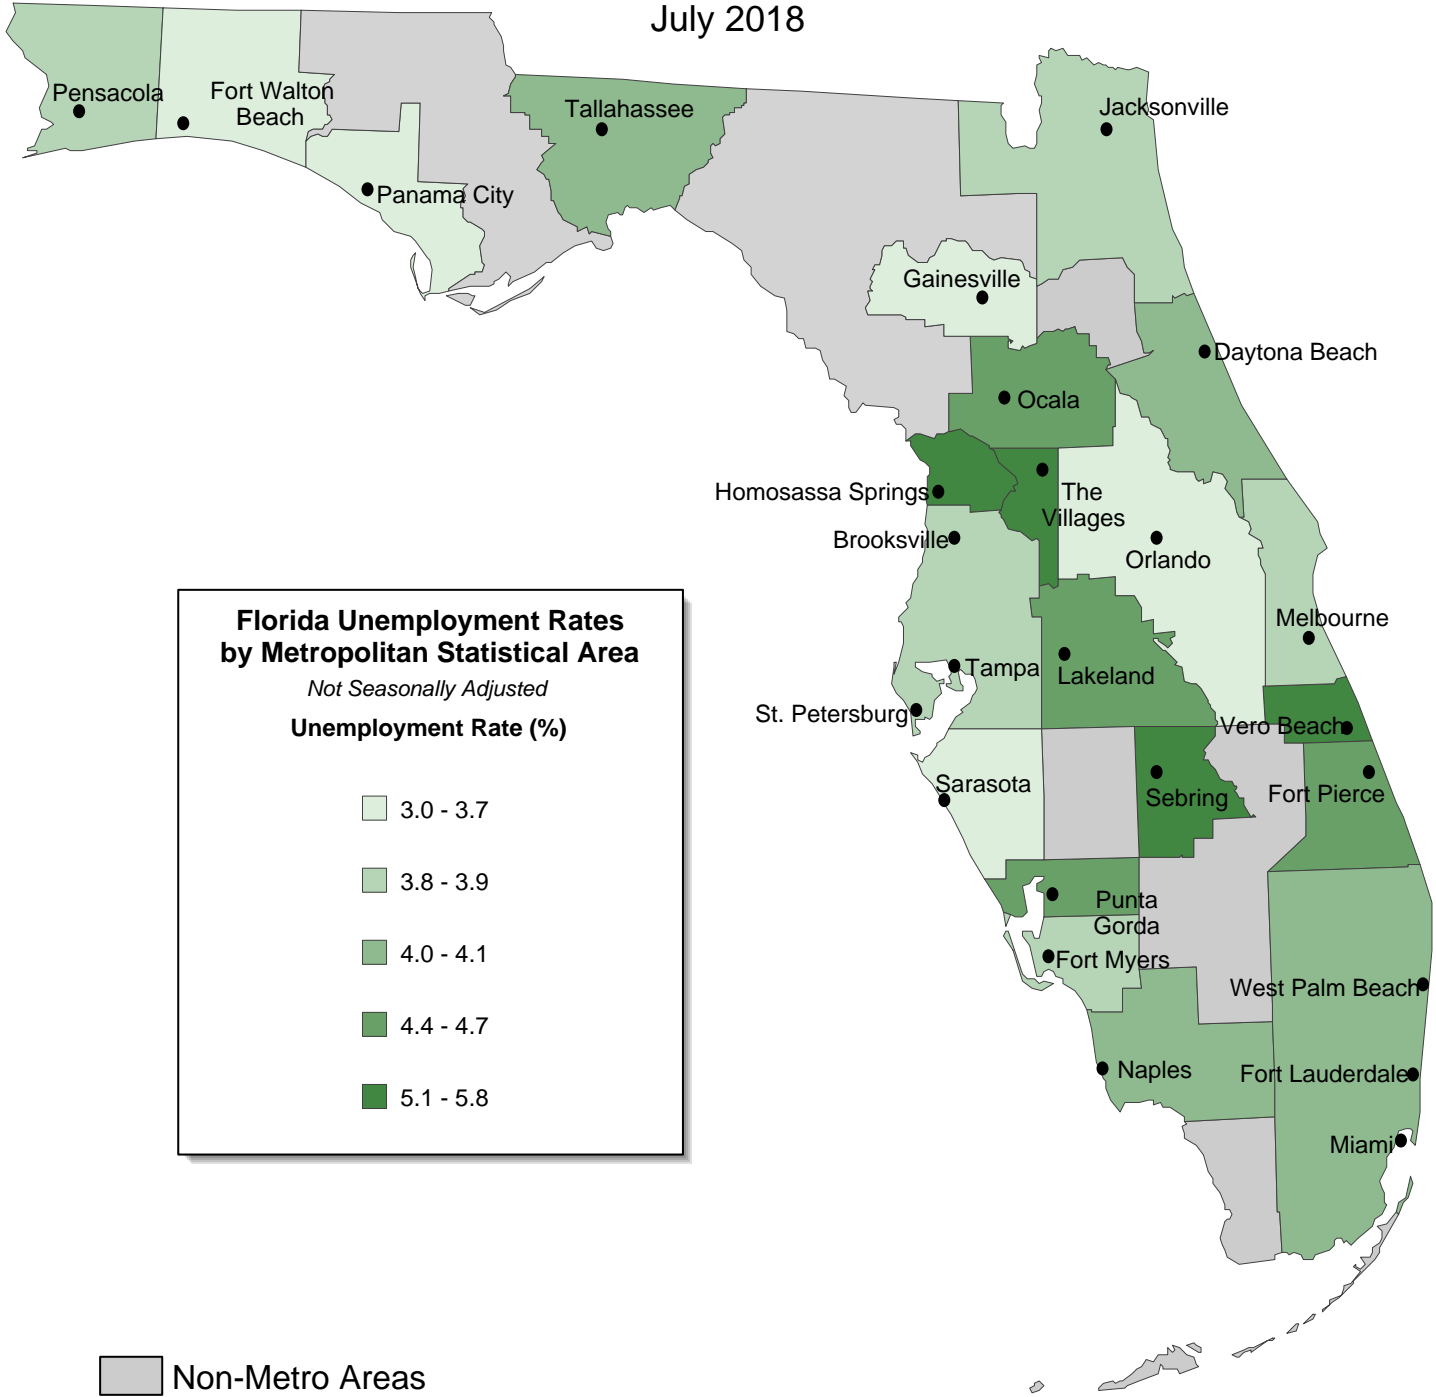 July 2018
Pensacola
Fort Walton
Beach
Tallahassee
Jacksonville
Panama City
Gainesville
Daytona Beach
Ocala
Homosassa Springs
The
Villages
Brooksville
Orlando
Florida Unemployment Rates
by Metropolitan Statistical Area
Not Seasonally Adjusted
Unemployment Rate (%)
3.0 - 3.7
3.8 - 3.9
4.0 - 4.1
4.4 - 4.7
5.1 - 5.8
Melbourne
Tampa
Lakeland
St. Petersburg
Vero Beach
Sarasota
Sebring
Fort Pierce
Punta
Gorda
Fort Myers
West Palm Beach
Naples
Fort Lauderdale
Miami
Non-Metro Areas